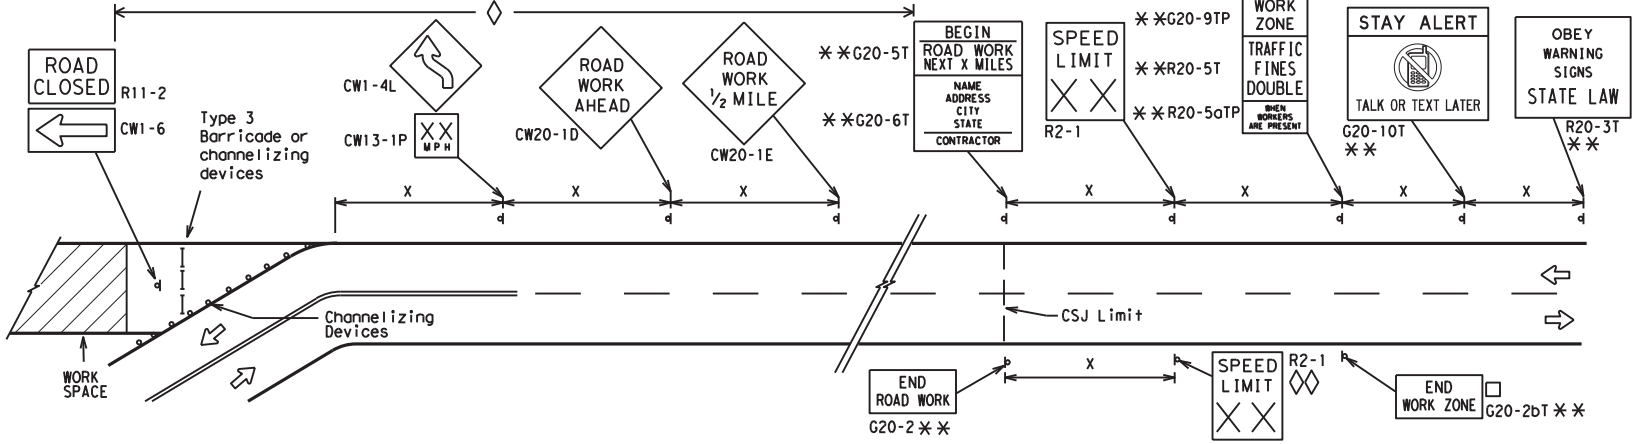 ROAD
CLOSED
R11-2
CW1-6
Type 3
Barricade or
channelizing
devices
CW1-4L
CW13-1P
X X
M P H
ROAD
WORK
AHEAD
CW20-1D
ROAD
WORK
1/2 MILE
CW20-1E
**G20-5T
**G20-6T
BEGIN
ROAD WORK
NEXT X MILES
NAME
ADDRESS
CITY
STATE
CONTRACTOR
SPEED
LIMIT
X X
R2-1
**G20-9TP
**R20-5T
**R20-5aTP
WORK
ZONE
TRAFFIC
FINES
DOUBLE
WHEN
WORKERS
ARE PRESENT
STAY ALERT
TALK OR TEXT LATER
G20-10T
**
OBEY
WARNING
SIGNS
STATE LAW
R20-3T
**
X
X
X
X
X
X
X
Channelizing
Devices
CSJ Limit
WORK
SPACE
X
END
ROAD WORK
G20-2 **
SPEED
LIMIT
X X
R2-1
END
WORK ZONE
G20-2bT **